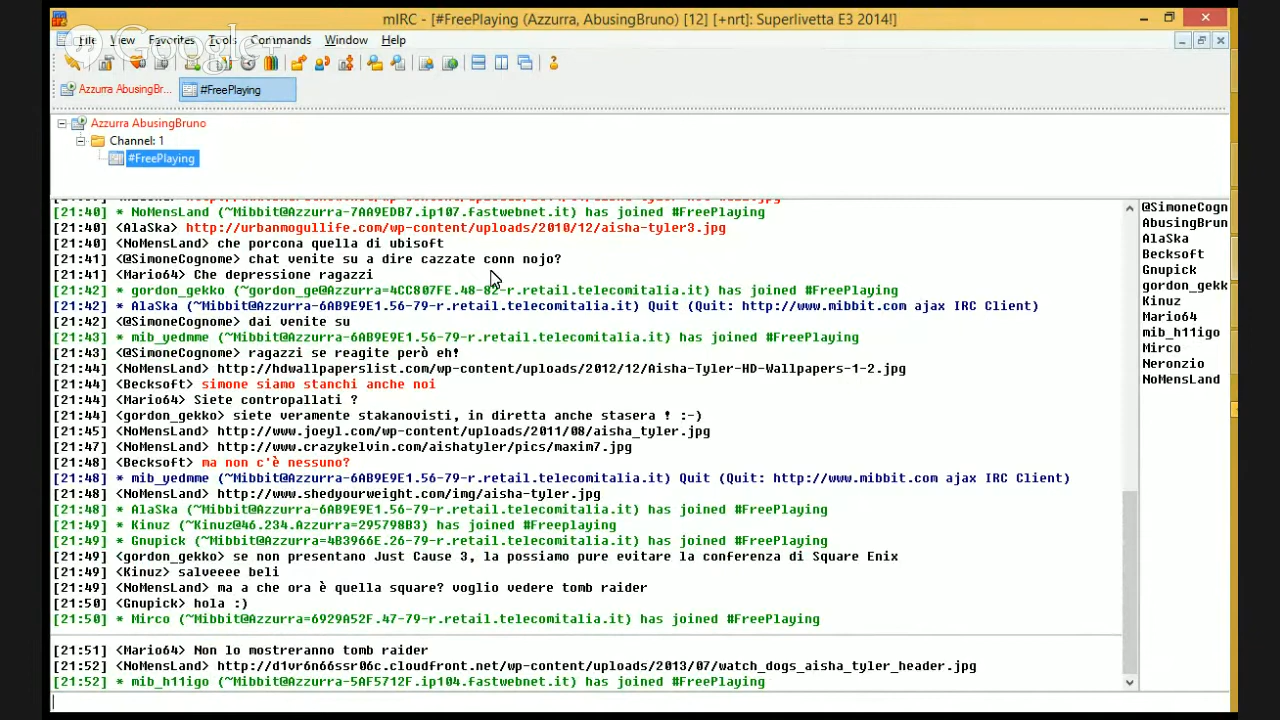 mIRC - [#FreePlaying (Azzurra, AbusingBruno) [12] [+nrt]: Superlivetta E3 2014!]
File View Favorites Tools Commands Window Help
Google+
Azzurra AbusingBr... #FreePlaying
Azzurra AbusingBruno
Channel: 1
#FreePlaying
[21:40] * NoMensLand (~Mibbit@Azzurra-7AA9EDB7.ip107.fastwebnet.it) has joined #FreePlaying
[21:40] <AlaSka> http://urbanmogullife.com/wp-content/uploads/2010/12/aisha-tyler3.jpg
[21:40] <NoMensLand> che porcona quella di ubisoft
[21:41] <@SimoneCognome> chat venite su a dire cazzate conn nojo?
[21:41] <Mario64> Che depressione ragazzi
[21:42] * gordon_gekko (~gordon_ge@Azzurra=4CC807FE.48-82-r.retail.telecomitalia.it) has joined #FreePlaying
[21:42] * AlaSka (~Mibbit@Azzurra-6AB9E9E1.56-79-r.retail.telecomitalia.it) Quit (Quit: http://www.mibbit.com ajax IRC Client)
[21:42] <@SimoneCognome> dai venite su
[21:43] * mib_yedmme (~Mibbit@Azzurra-6AB9E9E1.56-79-r.retail.telecomitalia.it) has joined #FreePlaying
[21:43] <@SimoneCognome> ragazzi se reagite però eh!
[21:44] <NoMensLand> http://hdwallpaperslist.com/wp-content/uploads/2012/12/Aisha-Tyler-HD-Wallpapers-1-2.jpg
[21:44] <Becksoft> simone siamo stanchi anche noi
[21:44] <Mario64> Siete contropallati ?
[21:44] <gordon_gekko> siete veramente stakanovisti, in diretta anche stasera ! :-)
[21:45] <NoMensLand> http://www.joeyl.com/wp-content/uploads/2011/08/aisha_tyler.jpg
[21:47] <NoMensLand> http://www.crazykelvin.com/aishatyler/pics/maxim7.jpg
[21:48] <Becksoft> ma non c'è nessuno?
[21:48] * mib_yedmme (~Mibbit@Azzurra-6AB9E9E1.56-79-r.retail.telecomitalia.it) Quit (Quit: http://www.mibbit.com ajax IRC Client)
[21:48] <NoMensLand> http://www.shedyourweight.com/img/aisha-tyler.jpg
[21:48] * AlaSka (~Mibbit@Azzurra-6AB9E9E1.56-79-r.retail.telecomitalia.it) has joined #FreePlaying
[21:49] * Kinuz (~Kinuz@46.234.Azzurra=295798B3) has joined #Freeplaying
[21:49] * Gnupick (~Mibbit@Azzurra=4B3966E.26-79-r.retail.telecomitalia.it) has joined #FreePlaying
[21:49] <gordon_gekko> se non presentano Just Cause 3, la possiamo pure evitare la conferenza di Square Enix
[21:49] <Kinuz> salveeee beli
[21:49] <NoMensLand> ma a che ora è quella square? voglio vedere tomb raider
[21:50] <Gnupick> hola :)
[21:50] * Mirco (~Mibbit@Azzurra=6929A52F.47-79-r.retail.telecomitalia.it) has joined #FreePlaying
[21:51] <Mario64> Non lo mostreranno tomb raider
[21:52] <NoMensLand> http://d1vr6n66ssr06c.cloudfront.net/wp-content/uploads/2013/07/watch_dogs_aisha_tyler_header.jpg
[21:52] * mib_h11igo (~Mibbit@Azzurra-5AF5712F.ip104.fastwebnet.it) has joined #FreePlaying
@SimoneCogn
AbusingBrun
AlaSka
Becksoft
Gnupick
gordon_gekk
Kinuz
Mario64
mib_h11igo
Mirco
Neronzio
NoMensLand